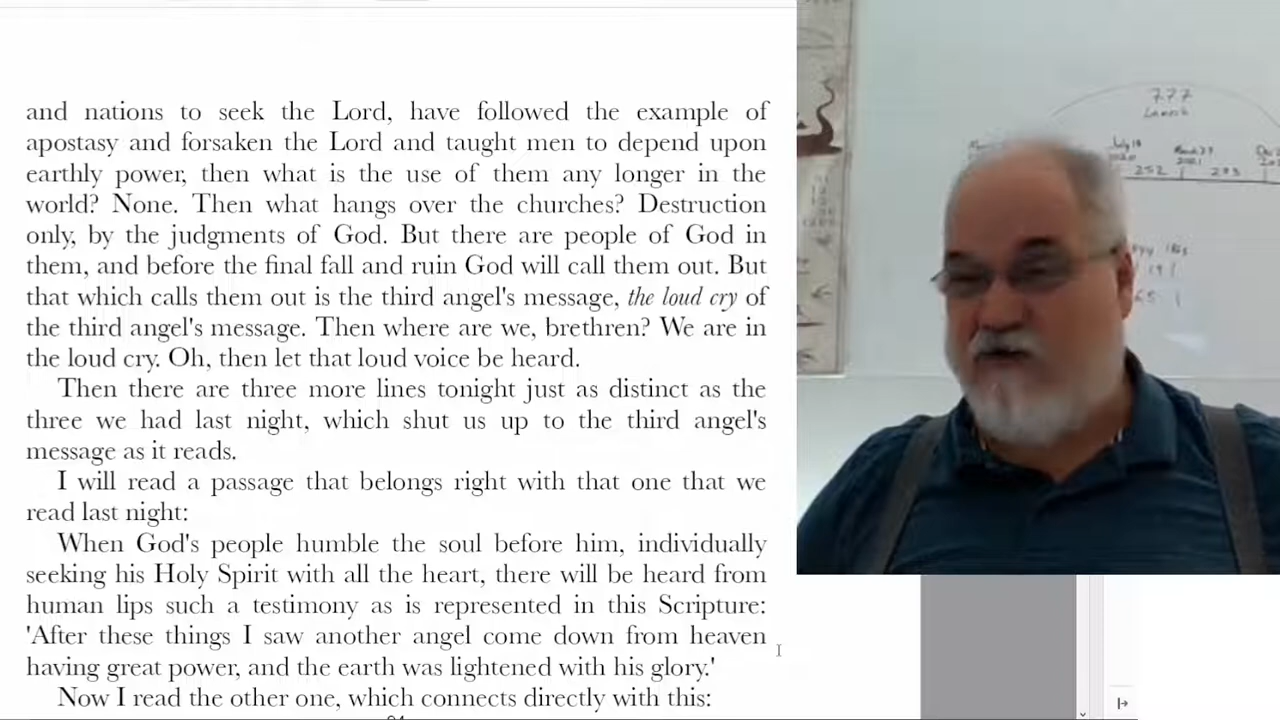 and nations to seek the Lord, have followed the example of
apostasy and forsaken the Lord and taught men to depend upon
earthly power, then what is the use of them any longer in the
world? None. Then what hangs over the churches? Destruction
only, by the judgments of God. But there are people of God in
them, and before the final fall and ruin God will call them out. But
that which calls them out is the third angel's message, the loud cry of
the third angel's message. Then where are we, brethren? We are in
the loud cry. Oh, then let that loud voice be heard.
Then there are three more lines tonight just as distinct as the
three we had last night, which shut us up to the third angel's
message as it reads.
I will read a passage that belongs right with that one that we
read last night:
When God's people humble the soul before him, individually
seeking his Holy Spirit with all the heart, there will be heard from
human lips such a testimony as is represented in this Scripture:
'After these things I saw another angel come down from heaven
having great power, and the earth was lightened with his glory.'
Now I read the other one, which connects directly with this:
777
Lamech
July 18
2020
252
293